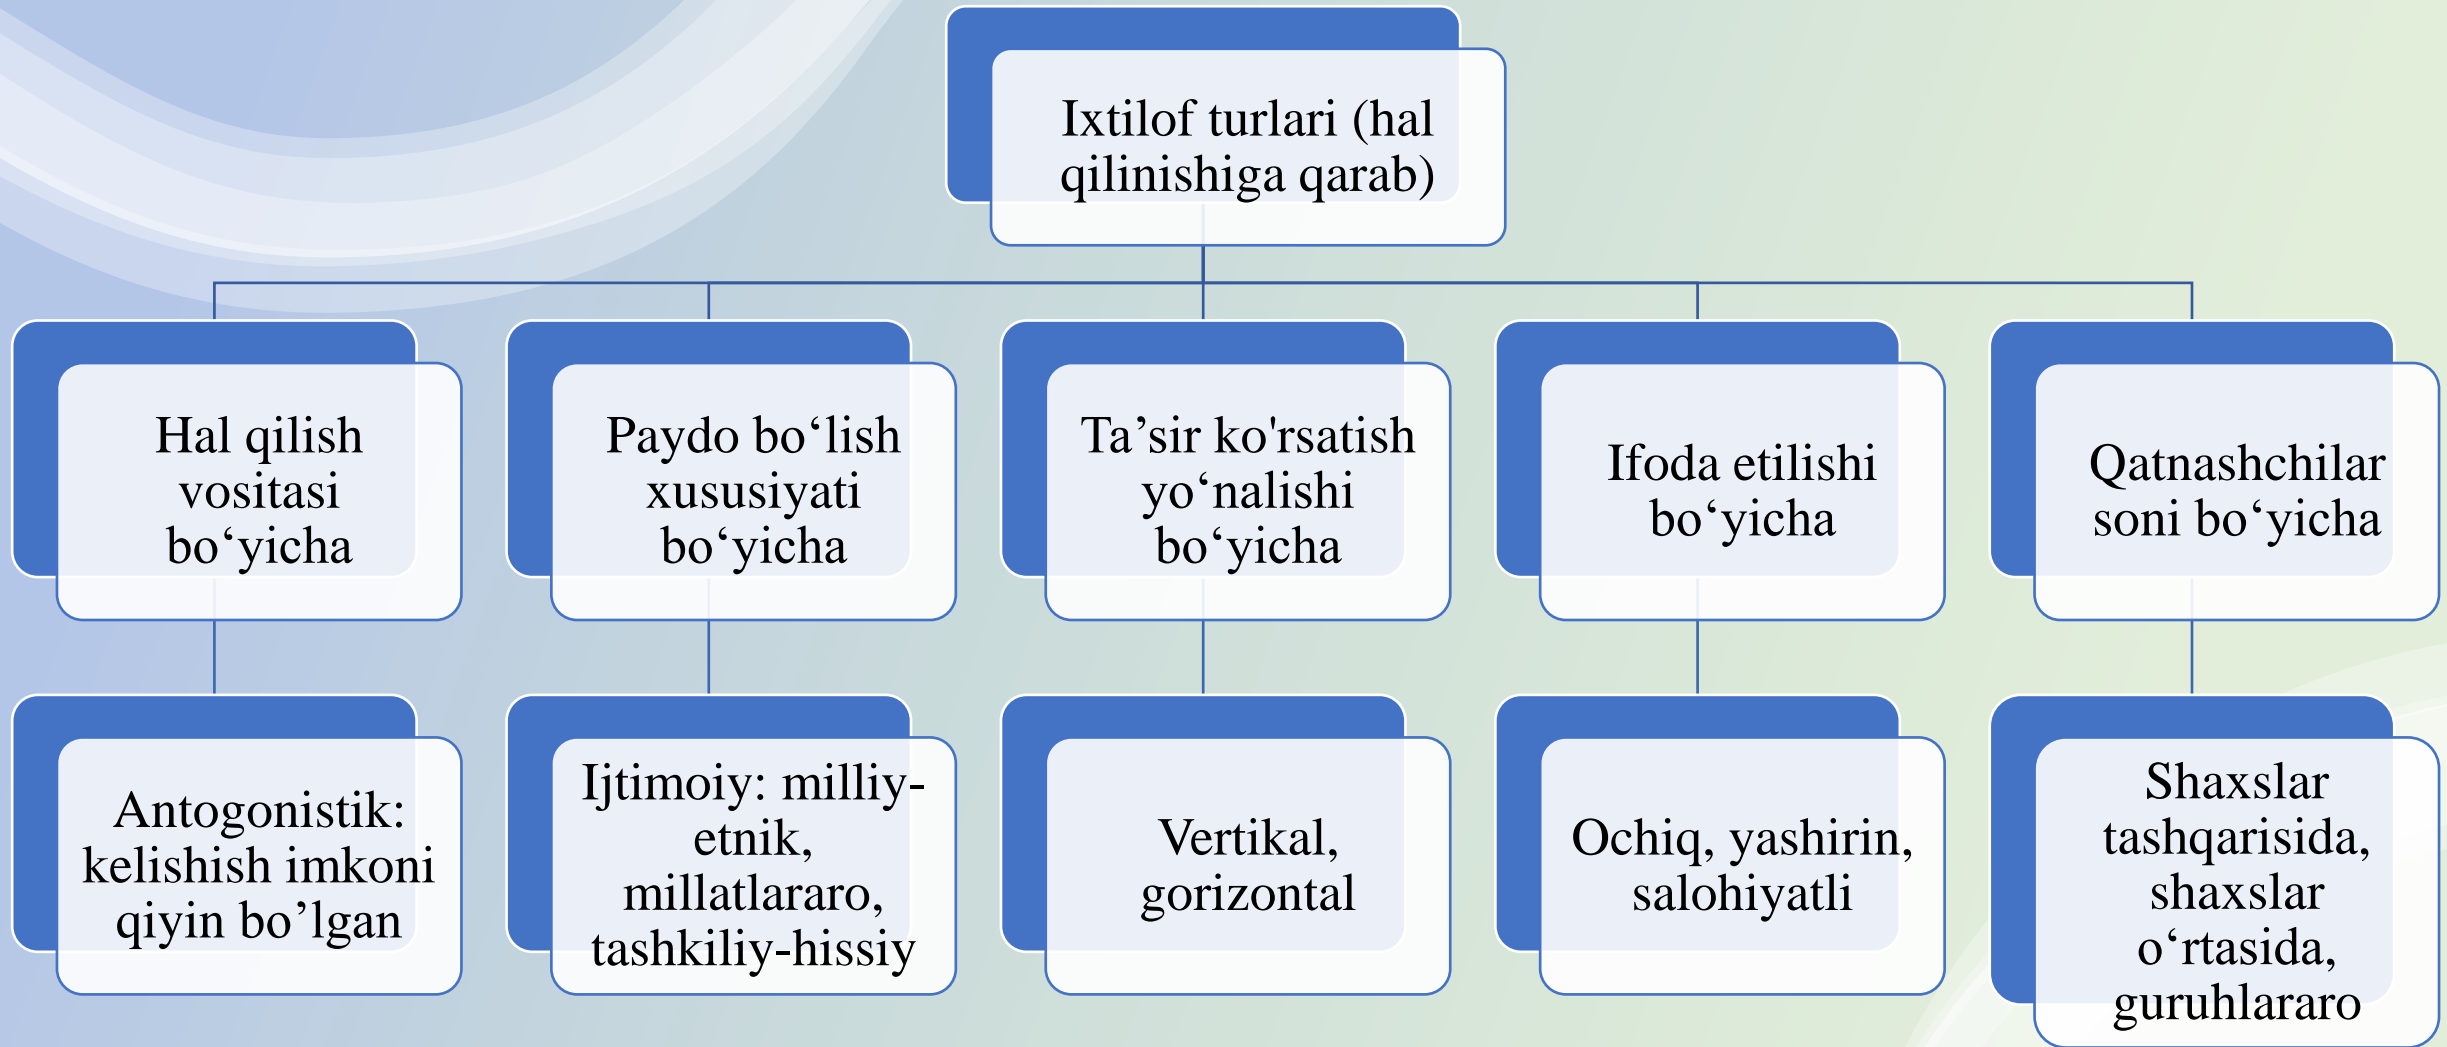 Ixtilof turlari (hal
qilinishiga qarab)
Hal qilish
vositasi
bo‘yicha
Paydo bo‘lish
xususiyati
bo‘yicha
Ta’sir ko'rsatish
yo‘nalishi
bo‘yicha
Ifoda etilishi
bo‘yicha
Qatnashchilar
soni bo‘yicha
Antogonistik:
kelishish imkoni
qiyin bo’lgan
Ijtimoiy: milliy-
etnik,
millatlararo,
tashkiliy-hissiy
Vertikal,
gorizontal
Ochiq, yashirin,
salohiyatli
Shaxslar
tashqarisida,
shaxslar
o‘rtasida,
guruhlararo